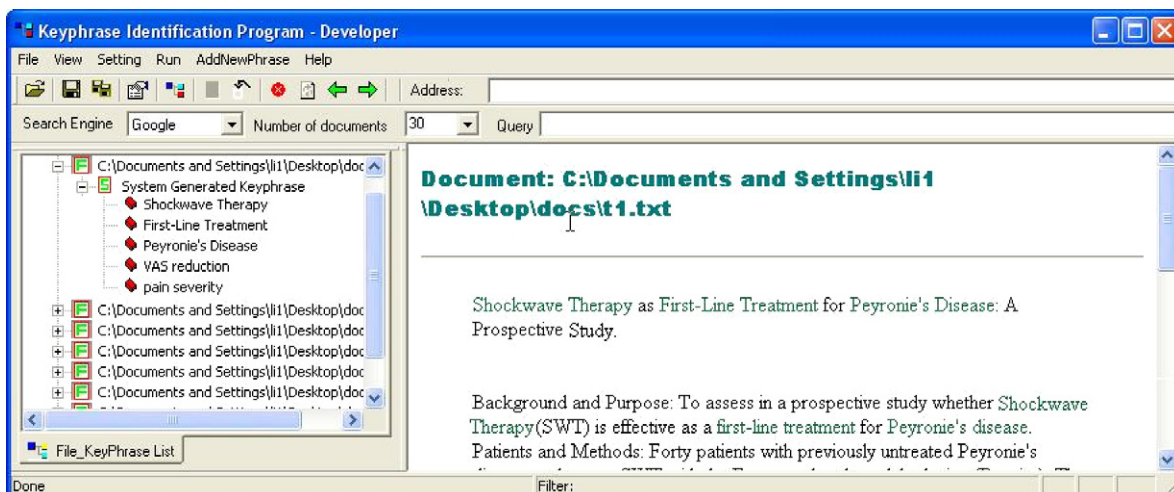 Keyphrase Identification Program - Developer
File View Setting Run AddNewPhrase Help
Address:
Search Engine Google Number of documents 30 Query
C:\Documents and Settings\li1\Desktop\doc
System Generated Keyphrase
Shockwave Therapy
First-Line Treatment
Peyronie's Disease
VAS reduction
pain severity
C:\Documents and Settings\li1\Desktop\doc
C:\Documents and Settings\li1\Desktop\doc
C:\Documents and Settings\li1\Desktop\doc
C:\Documents and Settings\li1\Desktop\doc
C:\Documents and Settings\li1\Desktop\doc
File_KeyPhrase List
Document: C:\Documents and Settings\li1
\Desktop\docs\t1.txt
Shockwave Therapy as First-Line Treatment for Peyronie's Disease: A
Prospective Study.
Background and Purpose: To assess in a prospective study whether Shockwave
Therapy(SWT) is effective as a first-line treatment for Peyronie's disease.
Patients and Methods: Forty patients with previously untreated Peyronie's
Done Filter: